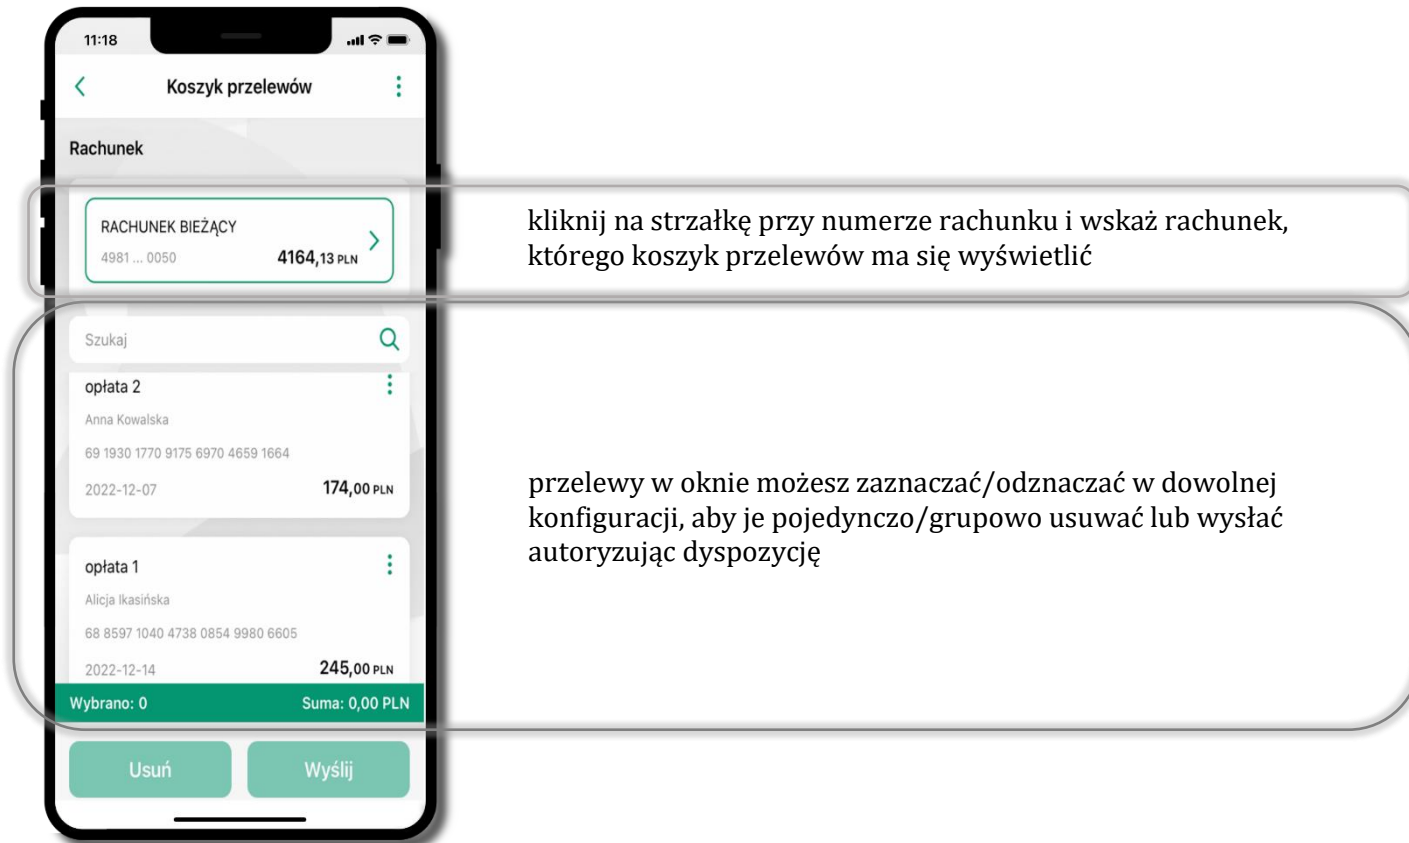 11:18
Koszyk przelewów
Rachunek
RACHUNEK BIEŻĄCY
4981 ... 0050 4164,13 PLN
kliknij na strzałkę przy numerze rachunku i wskaż rachunek,
którego koszyk przelewów ma się wyświetlić
Szukaj
opłata 2
Anna Kowalska
69 1930 1770 9175 6970 4659 1664
2022-12-07 174,00 PLN
opłata 1
Alicja Ikasińska
68 8597 1040 4738 0854 9980 6605
2022-12-14 245,00 PLN
przelewy w oknie możesz zaznaczać/odznaczać w dowolnej
konfiguracji, aby je pojedynczo/grupowo usuwać lub wysłać
autoryzując dyspozycję
Wybrano: 0 Suma: 0,00 PLN
Usuń Wyślij